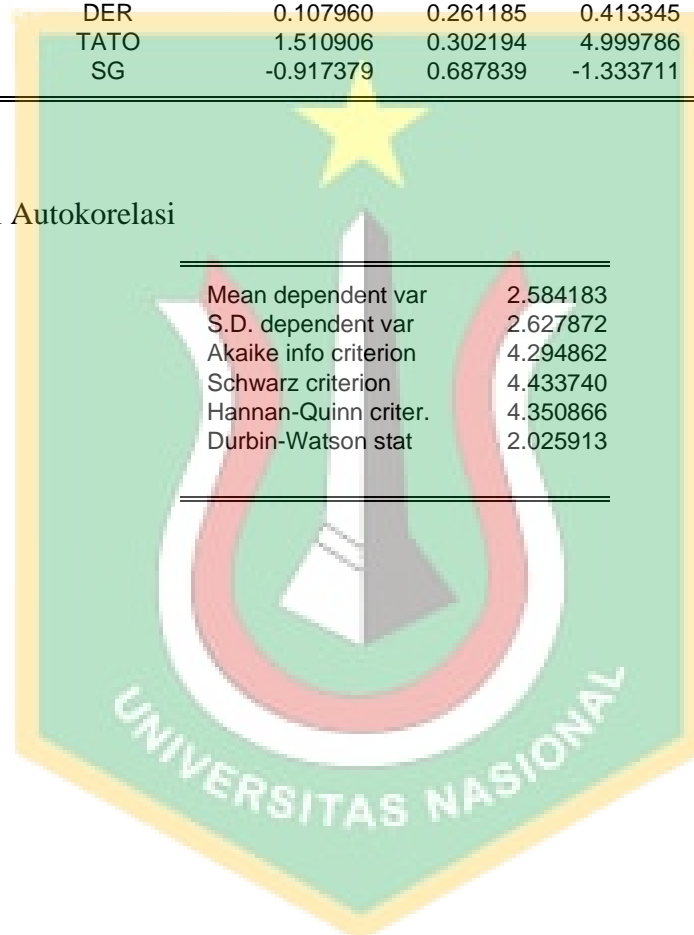 DER 0.107960 0.261185 0.413345
TATO 1.510906 0.302194 4.999786
SG -0.917379 0.687839 -1.333711
Autokorelasi
Mean dependent var 2.584183
S.D. dependent var 2.627872
Akaike info criterion 4.294862
Schwarz criterion 4.433740
Hannan-Quinn criter. 4.350866
Durbin-Watson stat 2.025913
UNIVERSITAS NASIONAL